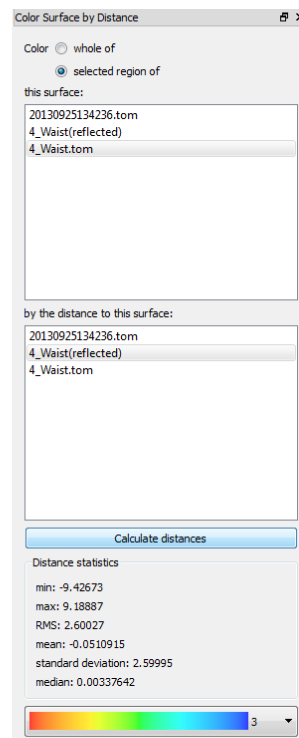 Color Surface by Distance
Color whole of
selected region of
this surface:
20130925134236.tom
4_Waist(reflected)
4_Waist.tom
by the distance to this surface:
20130925134236.tom
4_Waist(reflected)
4_Waist.tom
Calculate distances
Distance statistics
min: -9.42673
max: 9.18887
RMS: 2.60027
mean: -0.0510915
standard deviation: 2.59995
median: 0.00337642
3